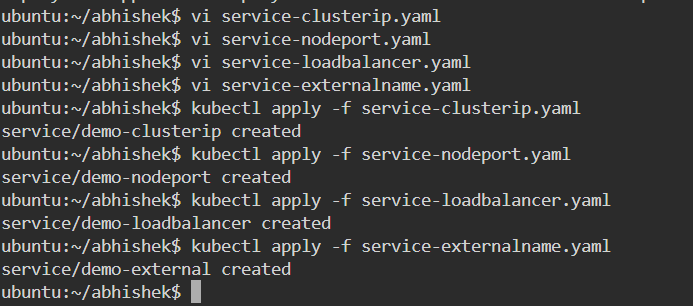 ubuntu:~/abhishek$ vi service-clusterip.yaml
ubuntu:~/abhishek$ vi service-nodeport.yaml
ubuntu:~/abhishek$ vi service-loadbalancer.yaml
ubuntu:~/abhishek$ vi service-externalname.yaml
ubuntu:~/abhishek$ kubectl apply -f service-clusterip.yaml
service/demo-clusterip created
ubuntu:~/abhishek$ kubectl apply -f service-nodeport.yaml
service/demo-nodeport created
ubuntu:~/abhishek$ kubectl apply -f service-loadbalancer.yaml
service/demo-loadbalancer created
ubuntu:~/abhishek$ kubectl apply -f service-externalname.yaml
service/demo-external created
ubuntu:~/abhishek$